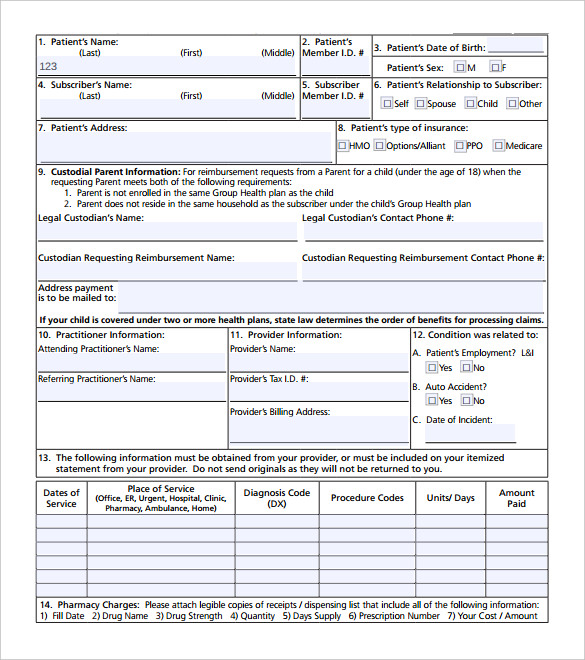 1. Patient's Name:
(Last) (First) (Middle)
123
2. Patient's
Member I.D. #
3. Patient's Date of Birth:
Patient's Sex: M F
4. Subscriber's Name:
(Last) (First) (Middle)
5. Subscriber
Member I.D. #
6. Patient's Relationship to Subscriber:
Self Spouse Child Other
7. Patient's Address:
8. Patient's type of insurance:
HMO Options/Alliant PPO Medicare
9. Custodial Parent Information: For reimbursement requests from a Parent for a child (under the age of 18) when the
requesting Parent meets both of the following requirements:
1. Parent is not enrolled in the same Group Health plan as the child
2. Parent does not reside in the same household as the subscriber under the child's Group Health plan
Legal Custodian's Name: Legal Custodian's Contact Phone #:
Custodian Requesting Reimbursement Name: Custodian Requesting Reimbursement Contact Phone #:
Address payment
is to be mailed to:
If your child is covered under two or more health plans, state law determines the order of benefits for processing claims.
10. Practitioner Information:
Attending Practitioner's Name:
Referring Practitioner's Name:
11. Provider Information:
Provider's Name:
Provider's Tax I.D. #:
Provider's Billing Address:
12. Condition was related to:
A. Patient's Employment? L&I
Yes No
B. Auto Accident?
Yes No
C. Date of Incident:
13. The following information must be obtained from your provider, or must be included on your itemized
statement from your provider. Do not send originals as they will not be returned to you.
Dates of
Service
Place of Service
(Office, ER, Urgent, Hospital, Clinic,
Pharmacy, Ambulance, Home)
Diagnosis Code
(DX)
Procedure Codes
Units/ Days
Amount
Paid
14. Pharmacy Charges: Please attach legible copies of receipts / dispensing list that include all of the following information:
1) Fill Date 2) Drug Name 3) Drug Strength 4) Quantity 5) Days Supply 6) Prescription Number 7) Your Cost / Amount